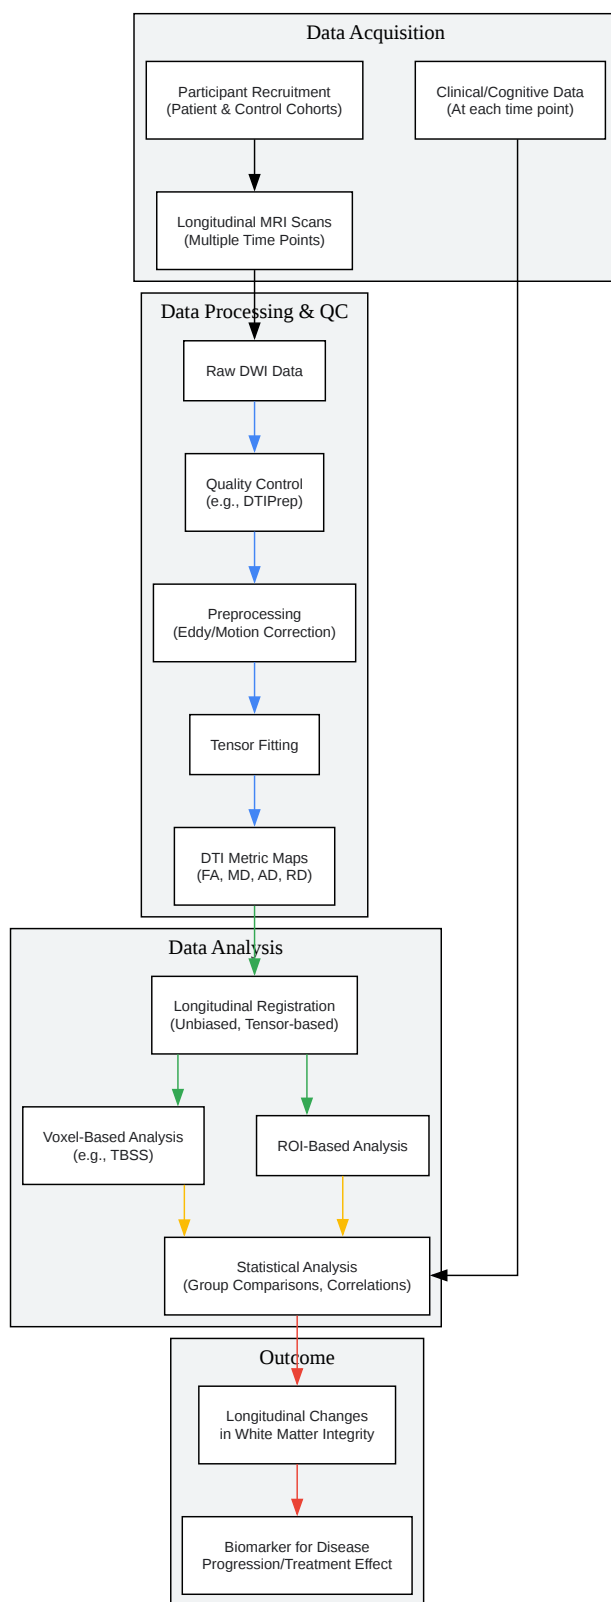 Data Acquisition
Participant Recruitment
(Patient & Control Cohorts)
Clinical/Cognitive Data
(At each time point)
Longitudinal MRI Scans
(Multiple Time Points)
Data Processing & QC
Raw DWI Data
Quality Control
(e.g., DTIPrep)
Preprocessing
(Eddy/Motion Correction)
Tensor Fitting
DTI Metric Maps
(FA, MD, AD, RD)
Data Analysis
Longitudinal Registration
(Unbiased, Tensor-based)
Voxel-Based Analysis
(e.g., TBSS)
ROI-Based Analysis
Statistical Analysis
(Group Comparisons, Correlations)
Outcome
Longitudinal Changes
in White Matter Integrity
Biomarker for Disease
Progression/Treatment Effect